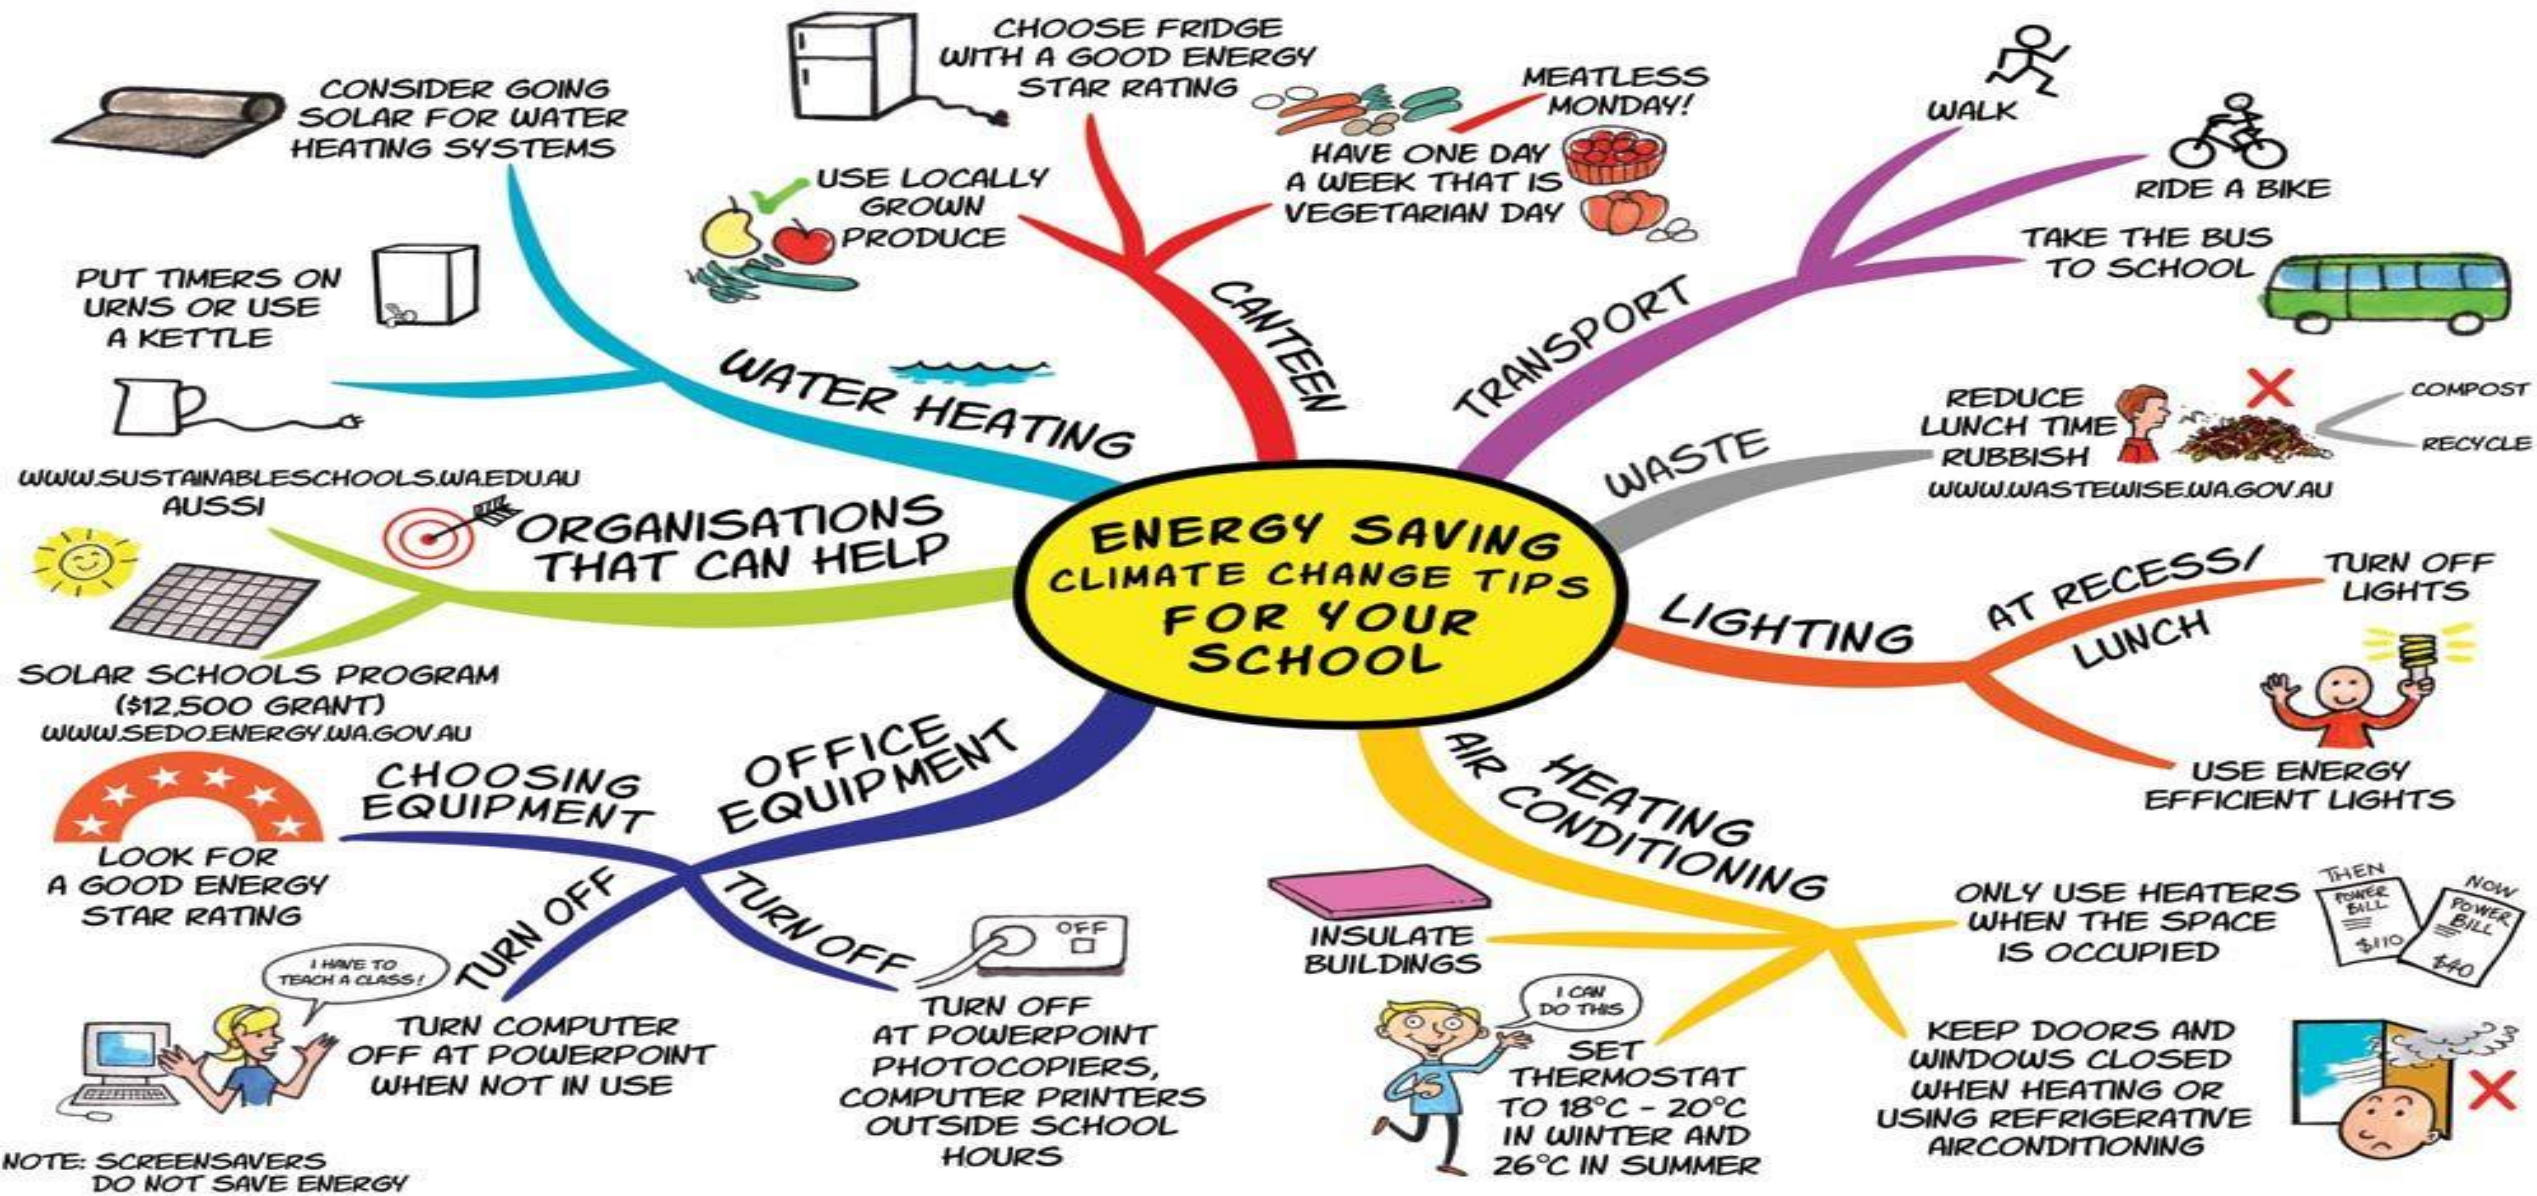 ENERGY SAVING
CLIMATE CHANGE TIPS
FOR YOUR
SCHOOL
CANTEEN
USE LOCALLY
GROWN
PRODUCE
CHOOSE FRIDGE
WITH A GOOD ENERGY
STAR RATING
MEATLESS
MONDAY!
HAVE ONE DAY
A WEEK THAT IS
VEGETARIAN DAY
TRANSPORT
WALK
RIDE A BIKE
TAKE THE BUS
TO SCHOOL
WASTE
REDUCE
LUNCH TIME
RUBBISH
WWW.WASTEWISE.WA.GOV.AU
COMPOST
RECYCLE
LIGHTING
AT RECESS/
LUNCH
TURN OFF
LIGHTS
USE ENERGY
EFFICIENT LIGHTS
HEATING
AIR CONDITIONING
ONLY USE HEATERS
WHEN THE SPACE
IS OCCUPIED
THEN
POWER
BILL
$110
NOW
POWER
BILL
$40
KEEP DOORS AND
WINDOWS CLOSED
WHEN HEATING OR
USING REFRIGERATIVE
AIRCONDITIONING
SET
THERMOSTAT
TO 18°C - 20°C
IN WINTER AND
26°C IN SUMMER
I CAN
DO THIS
INSULATE
BUILDINGS
OFFICE
EQUIPMENT
TURN OFF
OFF
TURN OFF
AT POWERPOINT
PHOTOCOPIERS,
COMPUTER PRINTERS
OUTSIDE SCHOOL
HOURS
TURN OFF
TURN COMPUTER
OFF AT POWERPOINT
WHEN NOT IN USE
I HAVE TO
TEACH A CLASS!
NOTE: SCREENSAVERS
DO NOT SAVE ENERGY
CHOOSING
EQUIPMENT
LOOK FOR
A GOOD ENERGY
STAR RATING
ORGANISATIONS
THAT CAN HELP
SOLAR SCHOOLS PROGRAM
($12,500 GRANT)
WWW.SEDO.ENERGY.WA.GOV.AU
WWW.SUSTAINABLESCHOOLS.WA.EDU.AU
AUSSI
WATER HEATING
PUT TIMERS ON
URNS OR USE
A KETTLE
CONSIDER GOING
SOLAR FOR WATER
HEATING SYSTEMS